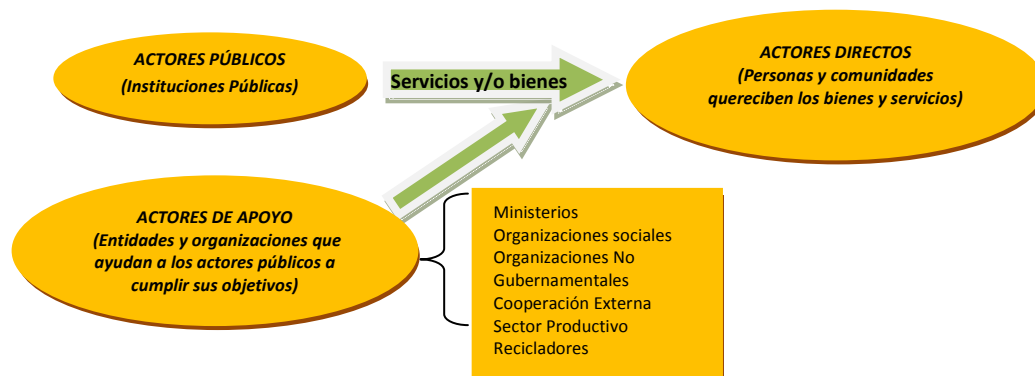 ACTORES PÚBLICOS
(Instituciones Públicas)
Servicios y/o bienes
ACTORES DIRECTOS
(Personas y comunidades
quereciben los bienes y servicios)
ACTORES DE APOYO
(Entidades y organizaciones que
ayudan a los actores públicos a
cumplir sus objetivos)
Ministerios
Organizaciones sociales
Organizaciones No
Gubernamentales
Cooperación Externa
Sector Productivo
Recicladores